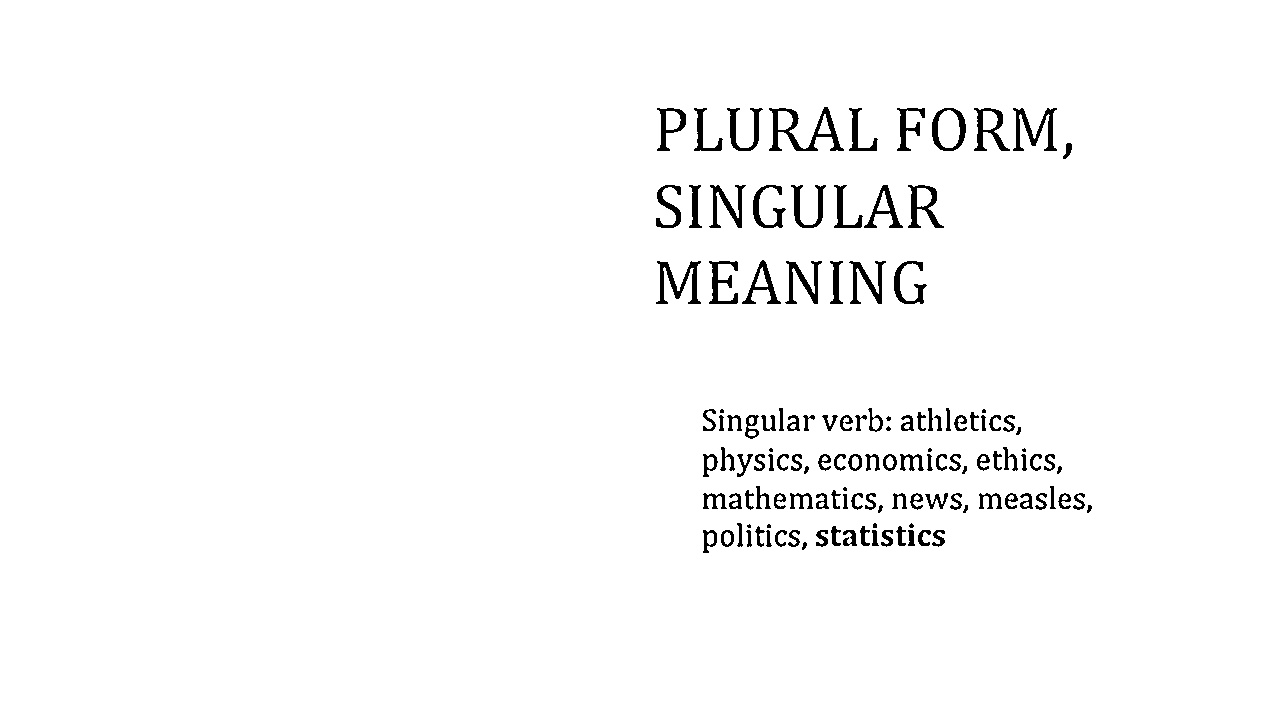 PLURAL FORM,
SINGULAR
MEANING
Singular verb: athletics,
physics, economics, ethics,
mathematics, news, measles,
politics, statistics